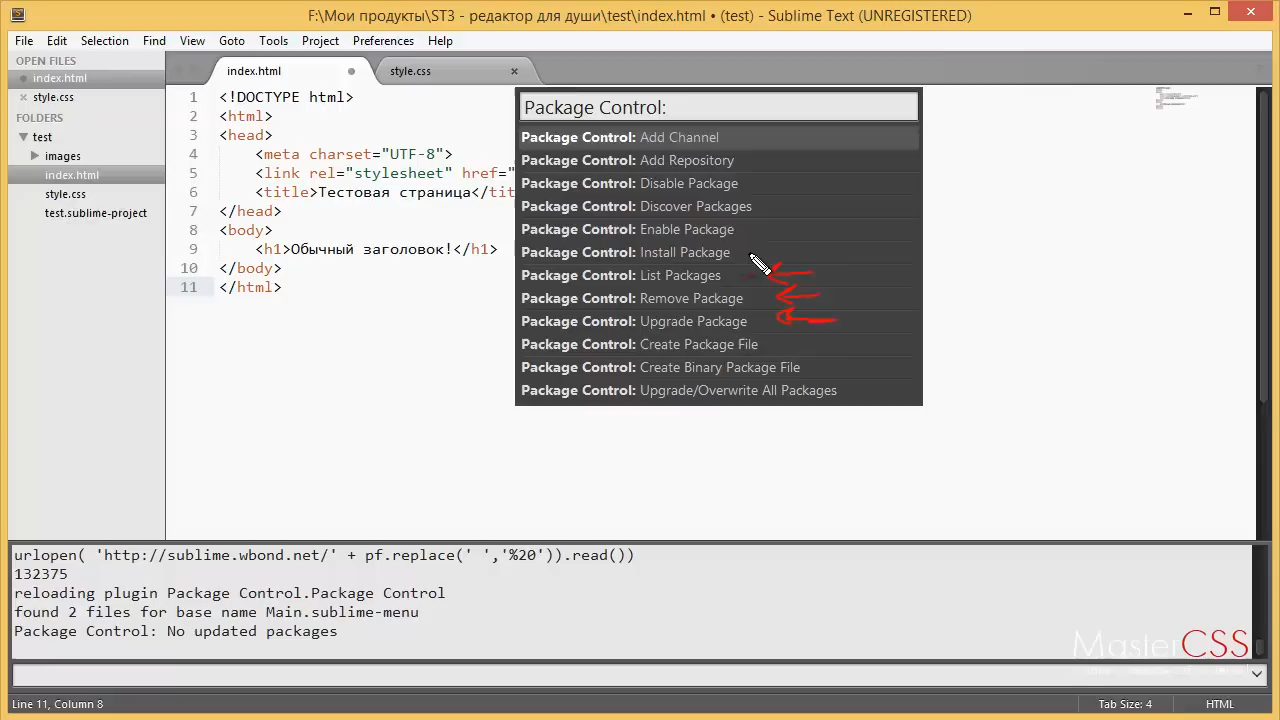 F:\Мои продукты\ST3 - редактор для души\test\index.html • (test) - Sublime Text (UNREGISTERED)
File Edit Selection Find View Goto Tools Project Preferences Help
OPEN FILES
index.html
style.css
FOLDERS
test
images
index.html
style.css
test.sublime-project
index.html
style.css
1 <!DOCTYPE html>
2 <html>
3 <head>
4 <meta charset="UTF-8">
5 <link rel="stylesheet" href="
6 <title>Тестовая страница</tit
7 </head>
8 <body>
9 <h1>Обычный заголовок!</h1>
10 </body>
11 </html>
Package Control:
Package Control: Add Channel
Package Control: Add Repository
Package Control: Disable Package
Package Control: Discover Packages
Package Control: Enable Package
Package Control: Install Package
Package Control: List Packages
Package Control: Remove Package
Package Control: Upgrade Package
Package Control: Create Package File
Package Control: Create Binary Package File
Package Control: Upgrade/Overwrite All Packages
urlopen( 'http://sublime.wbond.net/' + pf.replace(' ','%20')).read())
132375
reloading plugin Package Control.Package Control
found 2 files for base name Main.sublime-menu
Package Control: No updated packages
MasterCSS
Line 11, Column 8
Tab Size: 4
HTML